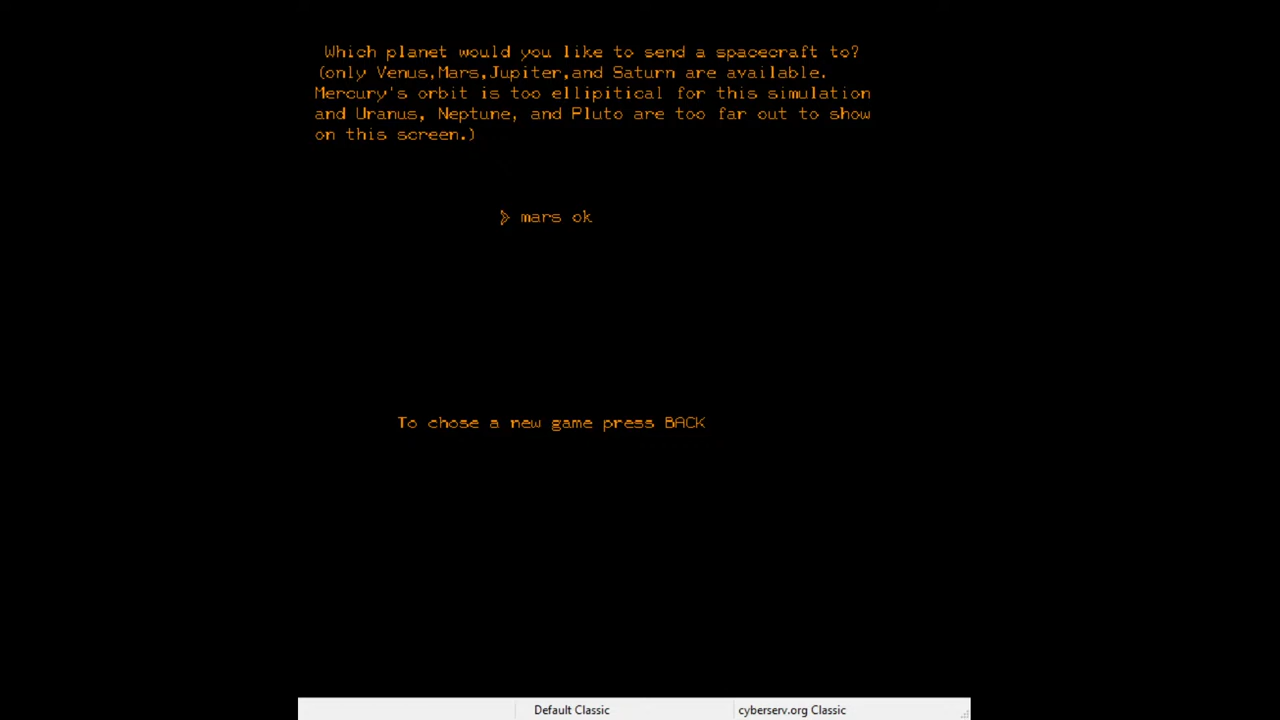 Which planet would you like to send a spacecraft to?
(only Venus,Mars,Jupiter,and Saturn are available.
Mercury's orbit is too ellipitical for this simulation
and Uranus, Neptune, and Pluto are too far out to show
on this screen.)
> mars ok
To chose a new game press BACK
Default Classic
cyberserv.org Classic